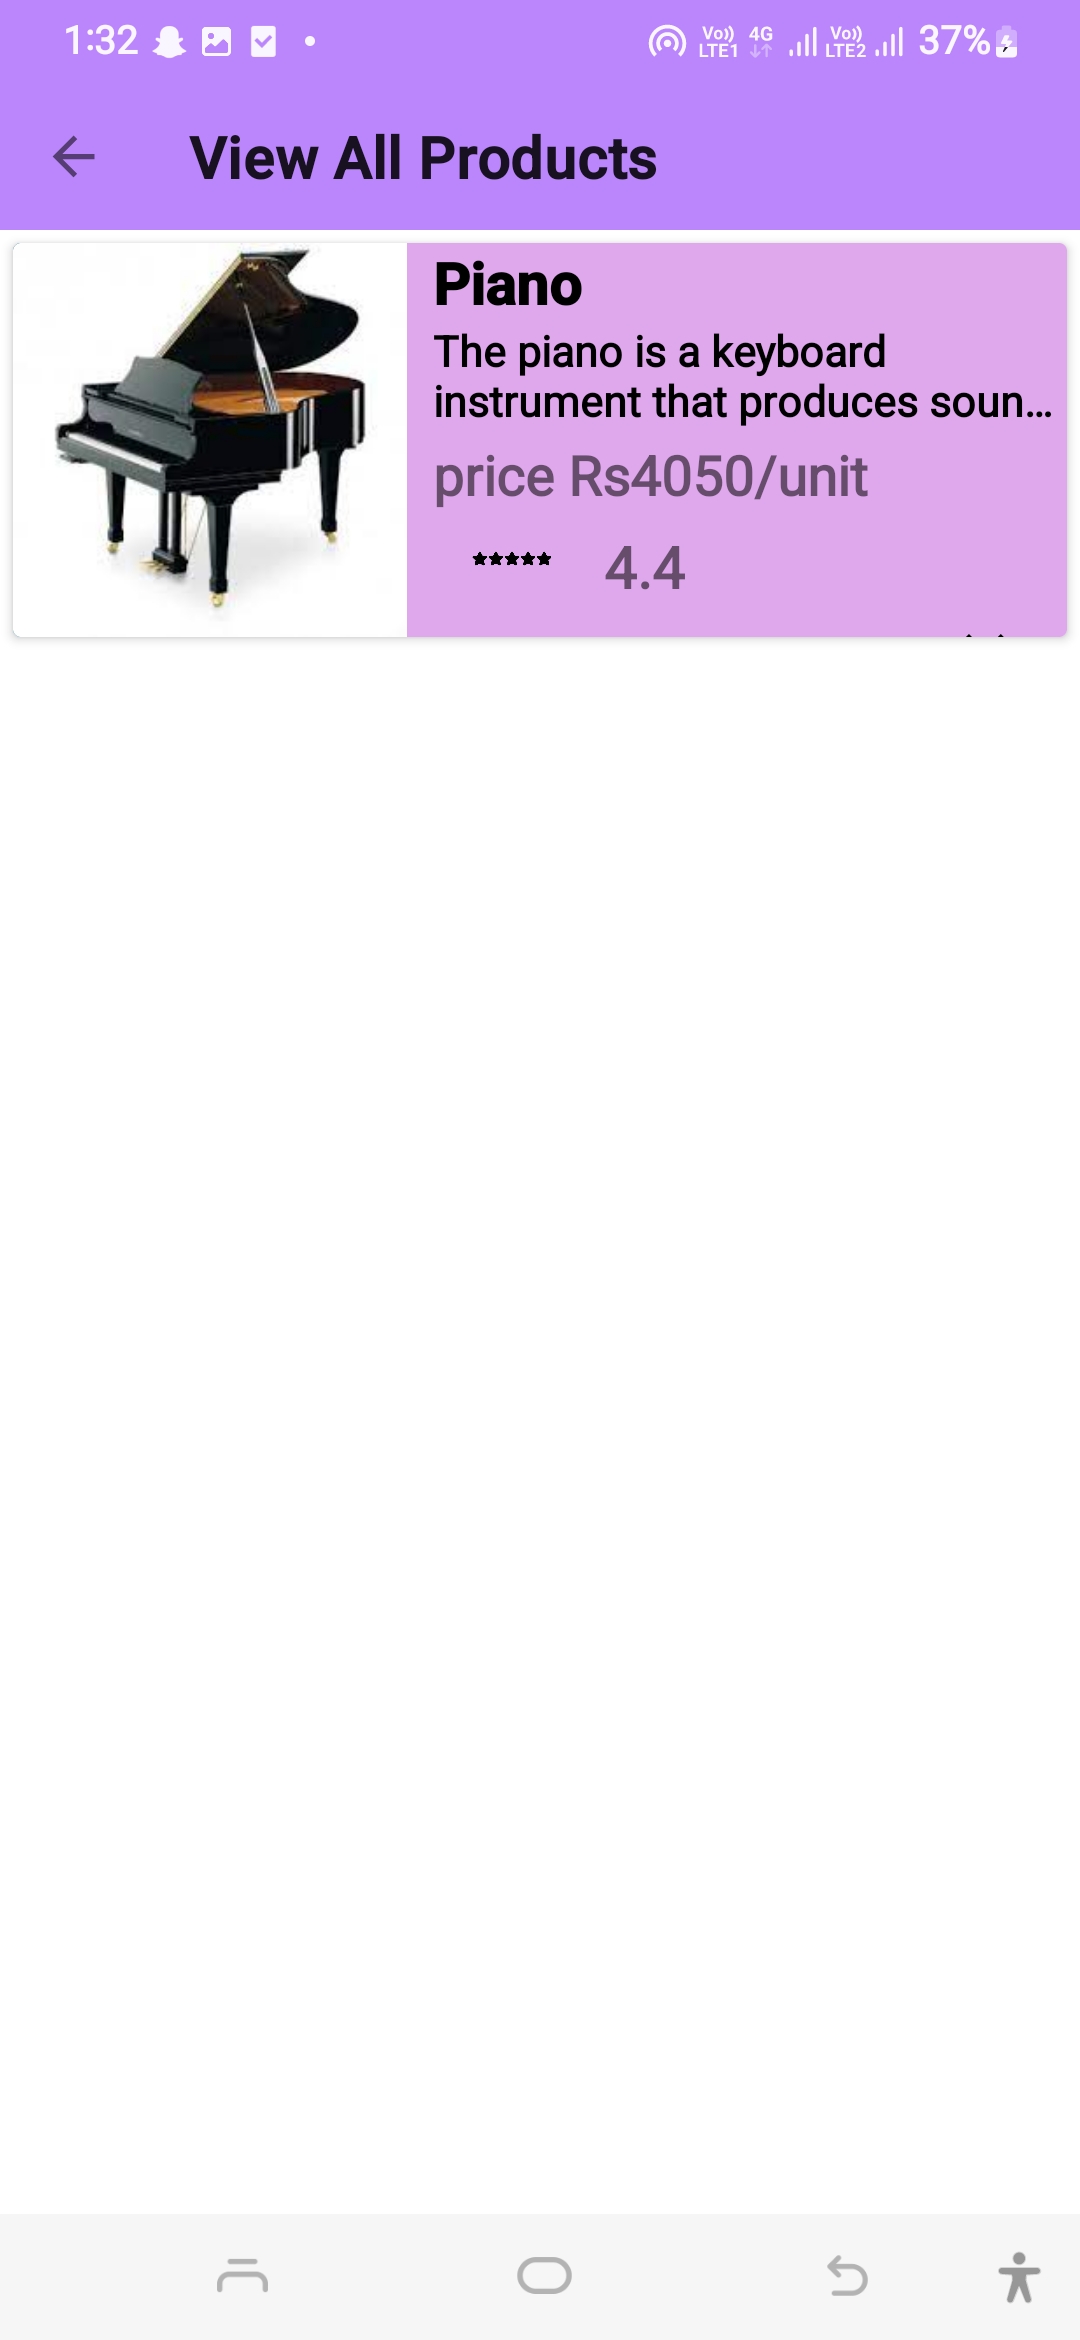 1:32
Vo)) LTE1 4G Vo)) LTE2 37%
View All Products
Piano
The piano is a keyboard
instrument that produces soun...
price Rs4050/unit
4.4